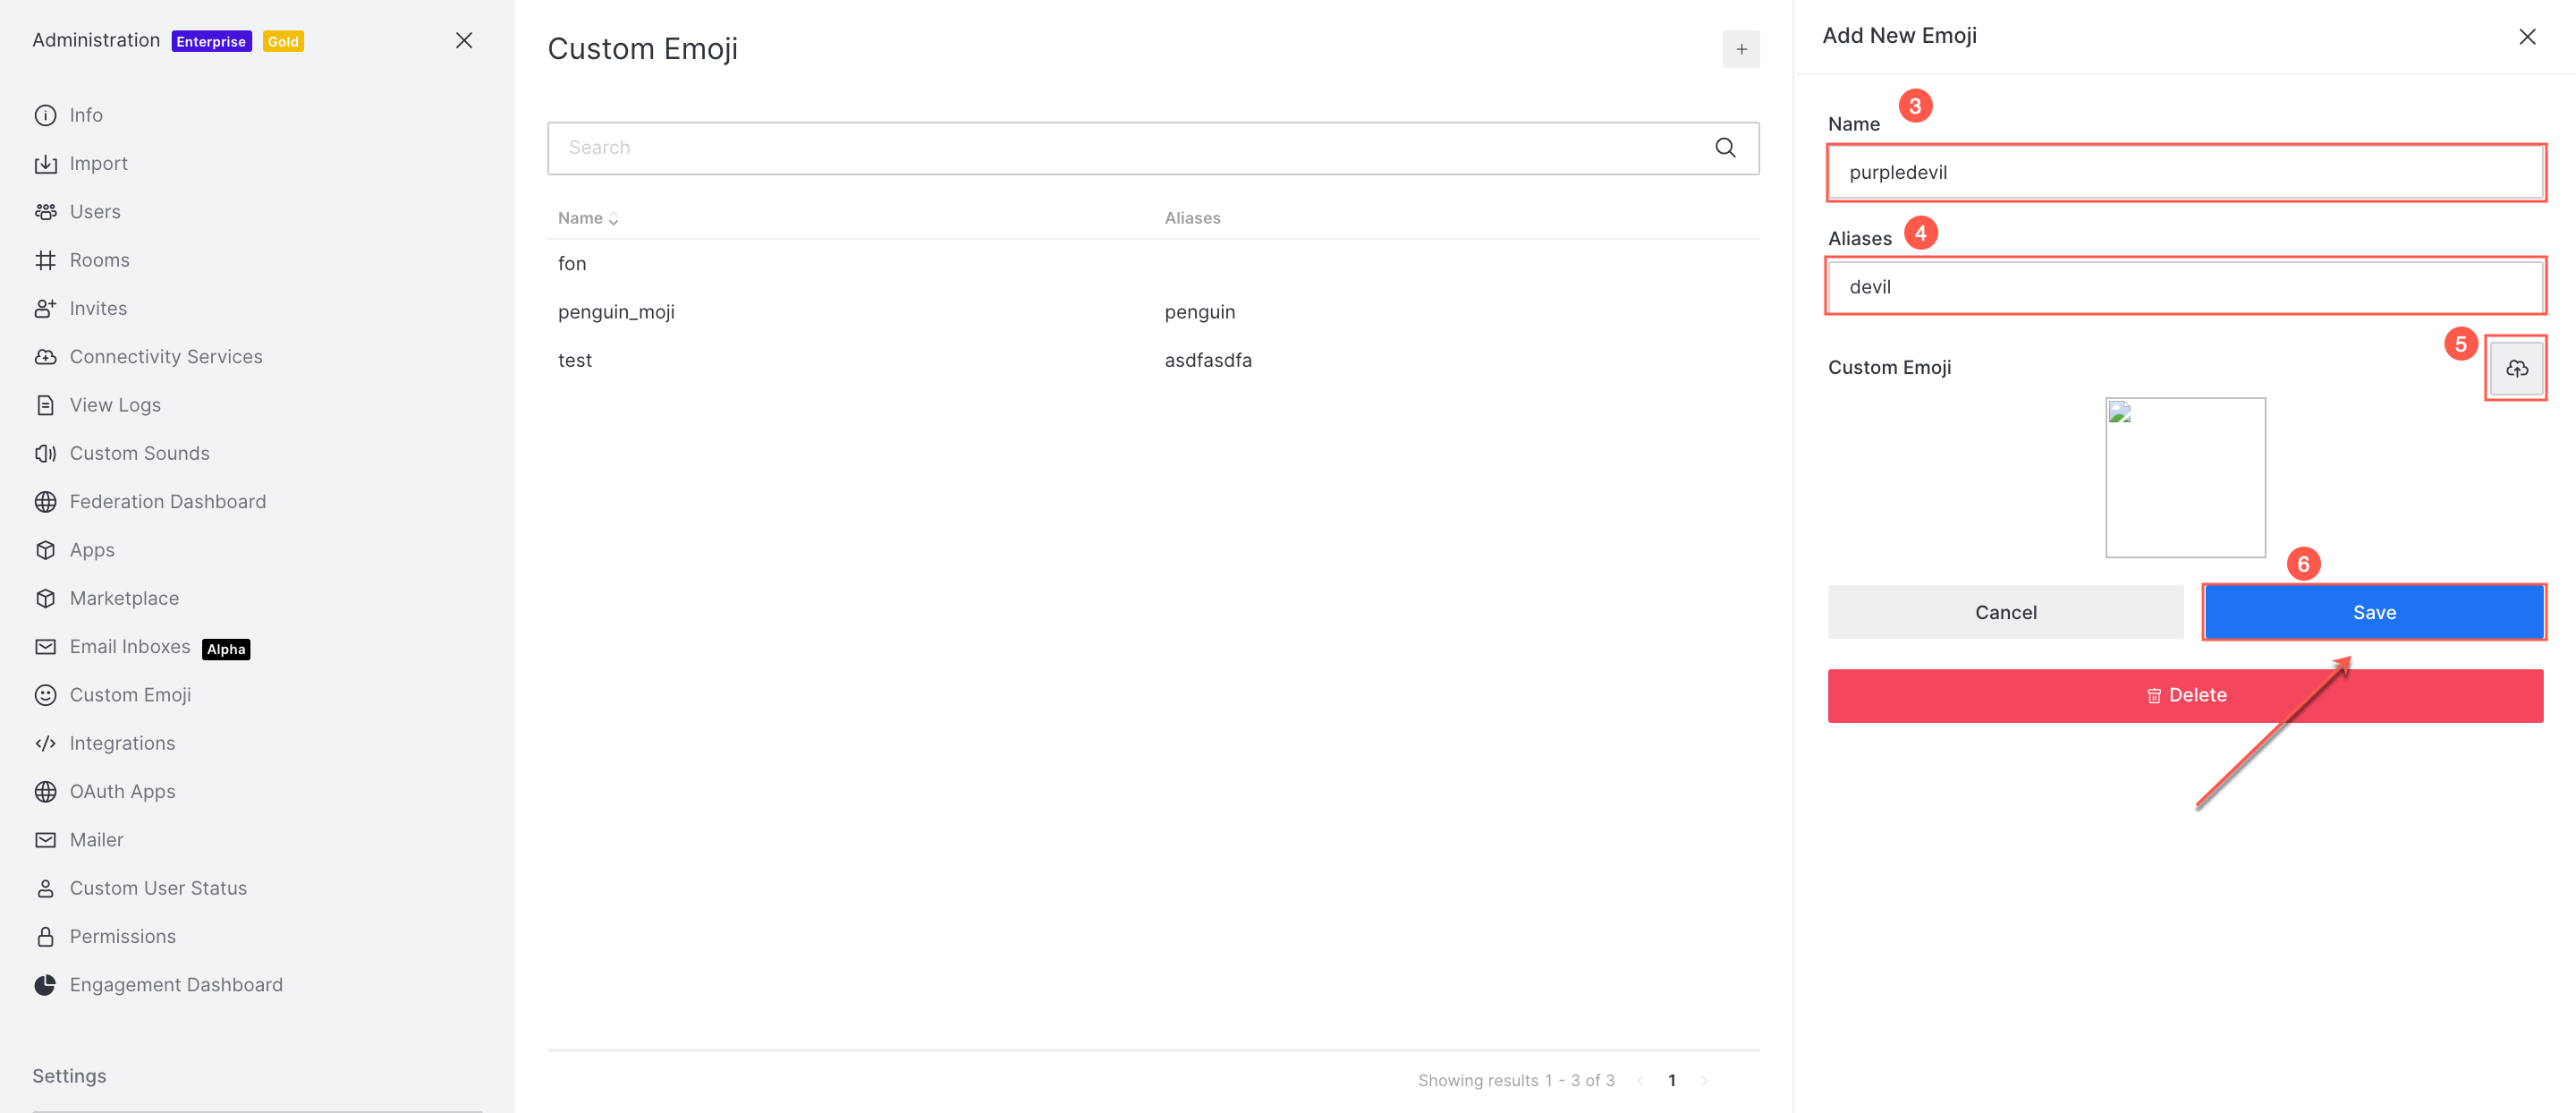 Administration Enterprise Gold
Info
Import
Users
Rooms
Invites
Connectivity Services
View Logs
Custom Sounds
Federation Dashboard
Apps
Marketplace
Email Inboxes Alpha
Custom Emoji
Integrations
OAuth Apps
Mailer
Custom User Status
Permissions
Engagement Dashboard
Settings
Custom Emoji
+
Search
Name Aliases
fon
penguin_moji penguin
test asdfasdfa
Showing results 1 - 3 of 3 1
Add New Emoji
3
Name
purpledevil
4
Aliases
devil
5
Custom Emoji
6
Cancel Save
Delete